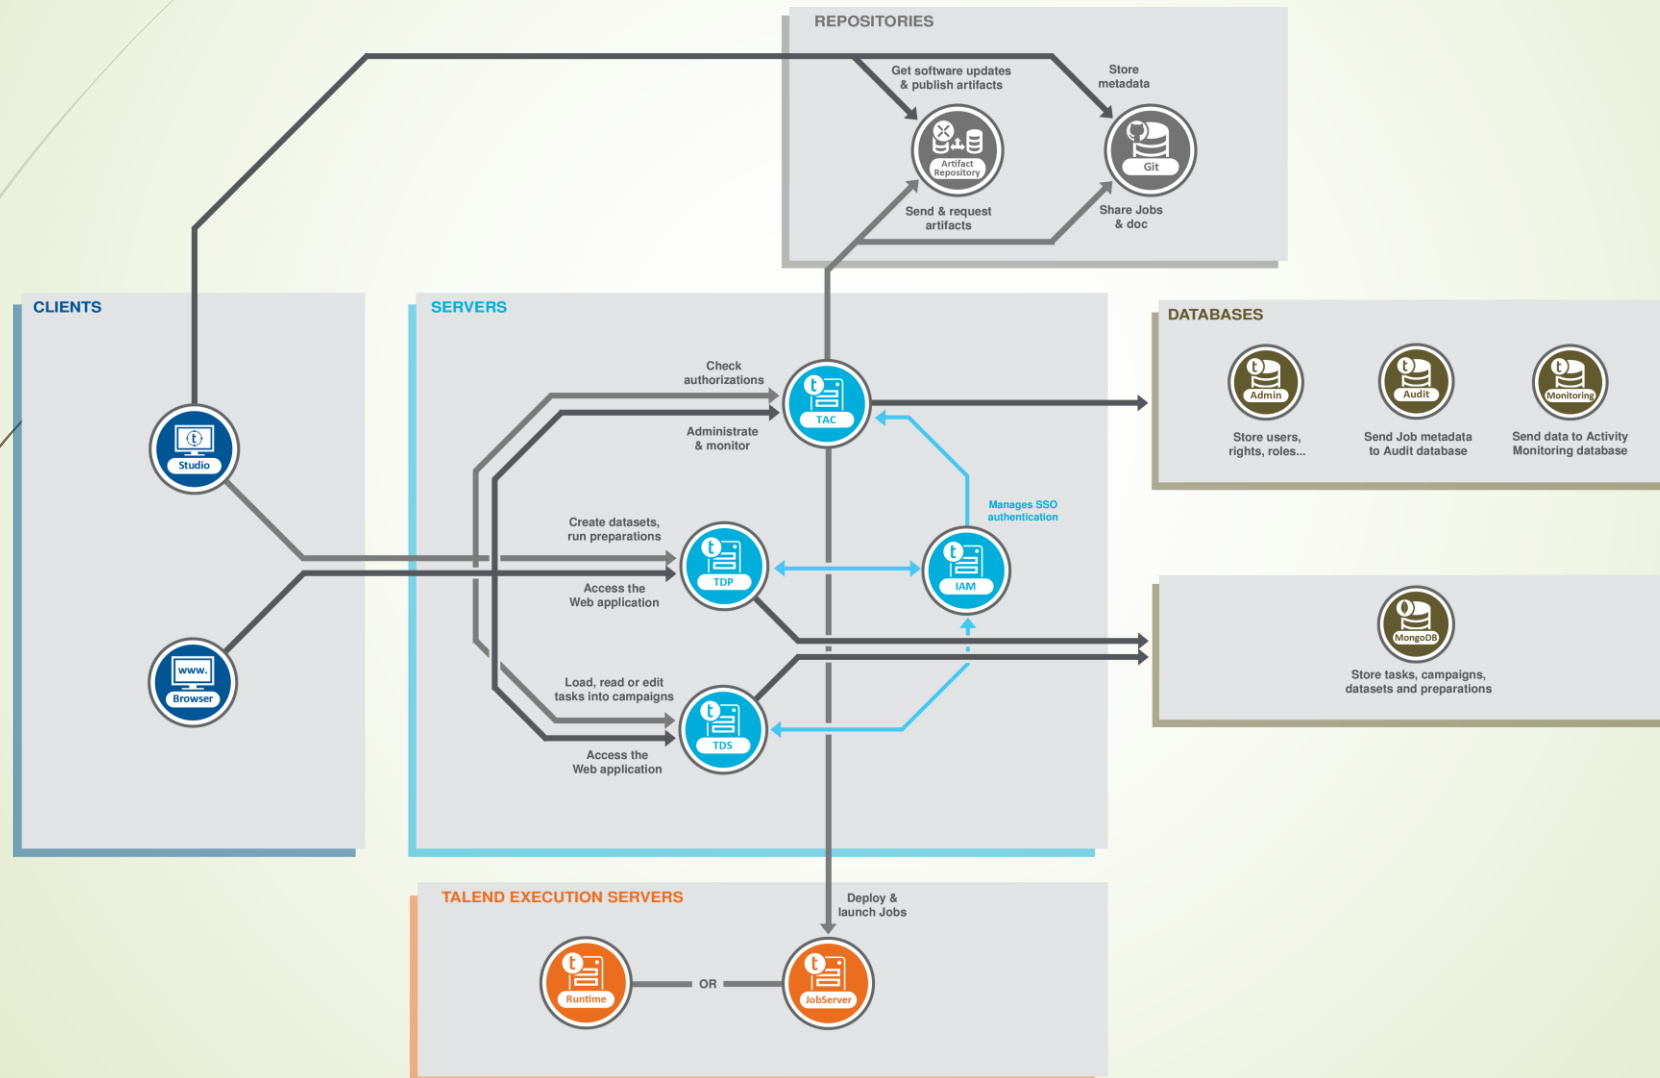 REPOSITORIES
Get software updates
& publish artifacts
Store
metadata
Artifact
Repository
Git
Send & request
artifacts
Share Jobs
& doc
CLIENTS
t
Studio
www.
Browser
SERVERS
Check
authorizations
t
TAC
Administrate
& monitor
Manages SSO
authentication
Create datasets,
run preparations
t
TDP
t
IAM
Access the
Web application
Load, read or edit
tasks into campaigns
t
TDS
Access the
Web application
DATABASES
t
Admin
t
Audit
t
Monitoring
Store users,
rights, roles...
Send Job metadata
to Audit database
Send data to Activity
Monitoring database
MongoDB
Store tasks, campaigns,
datasets and preparations
TALEND EXECUTION SERVERS
Deploy &
launch Jobs
t
Runtime
OR
t
JobServer